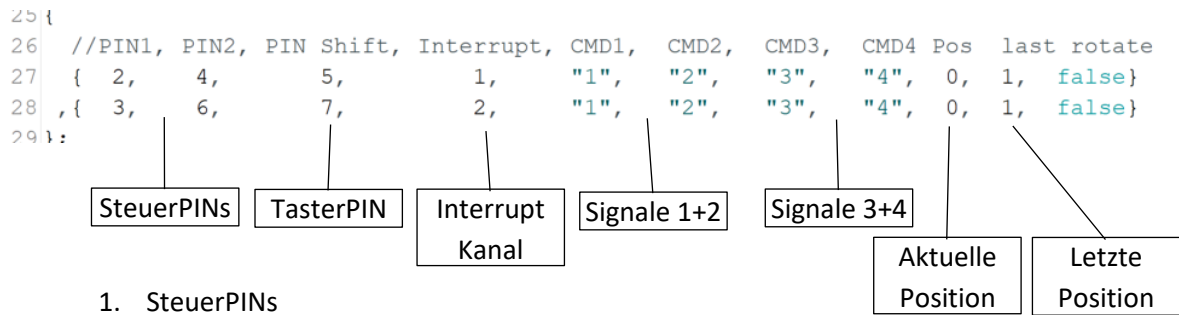 25 {
26 //PIN1, PIN2, PIN Shift, Interrupt, CMD1, CMD2, CMD3, CMD4 Pos last rotate
27 { 2, 4, 5, 1, "1", "2", "3", "4", 0, 1, false}
28 ,{ 3, 6, 7, 2, "1", "2", "3", "4", 0, 1, false}
29 };
SteuerPINs TasterPIN Interrupt Signale 1+2 Signale 3+4
Kanal
Aktuelle Letzte
Position Position
1. SteuerPINs